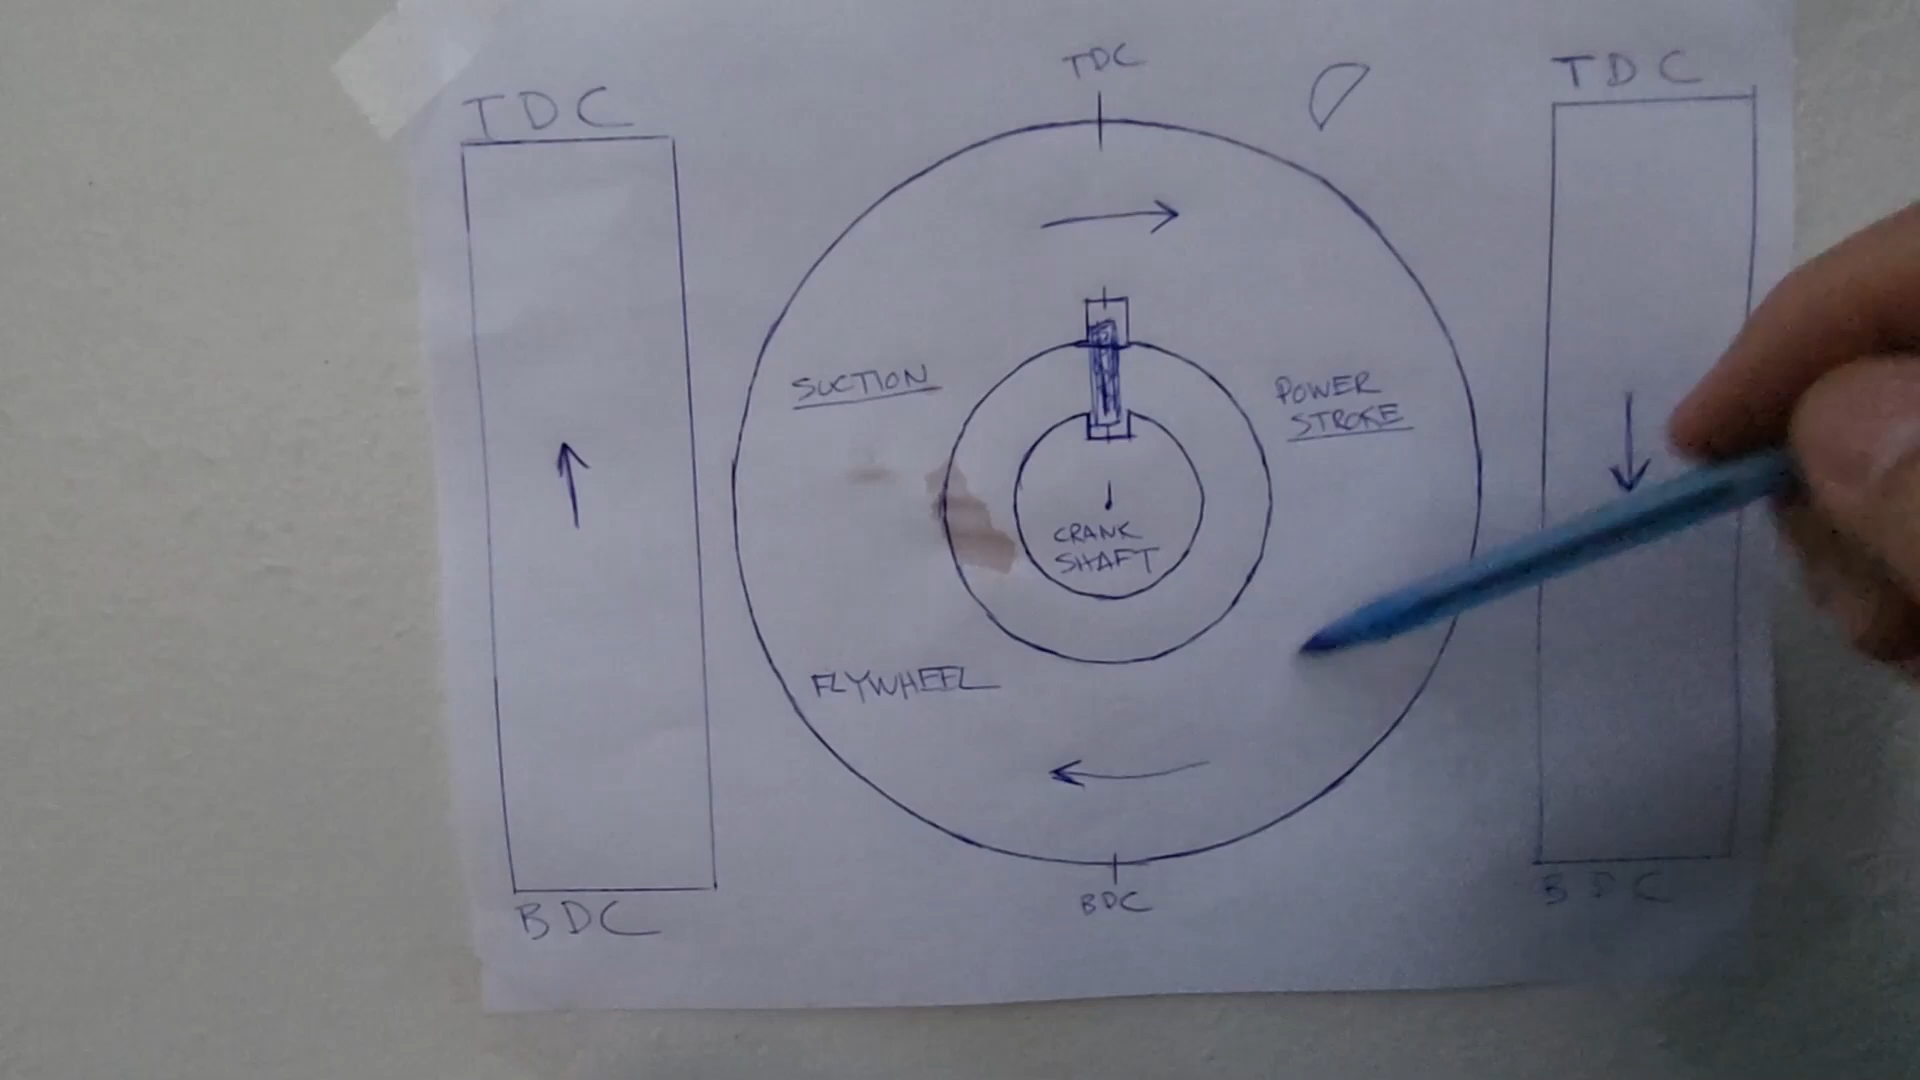 TDC
TDC
TDC
SUCTION
POWER
STROKE
CRANK
SHAFT
FLYWHEEL
BDC
BDC
BDC